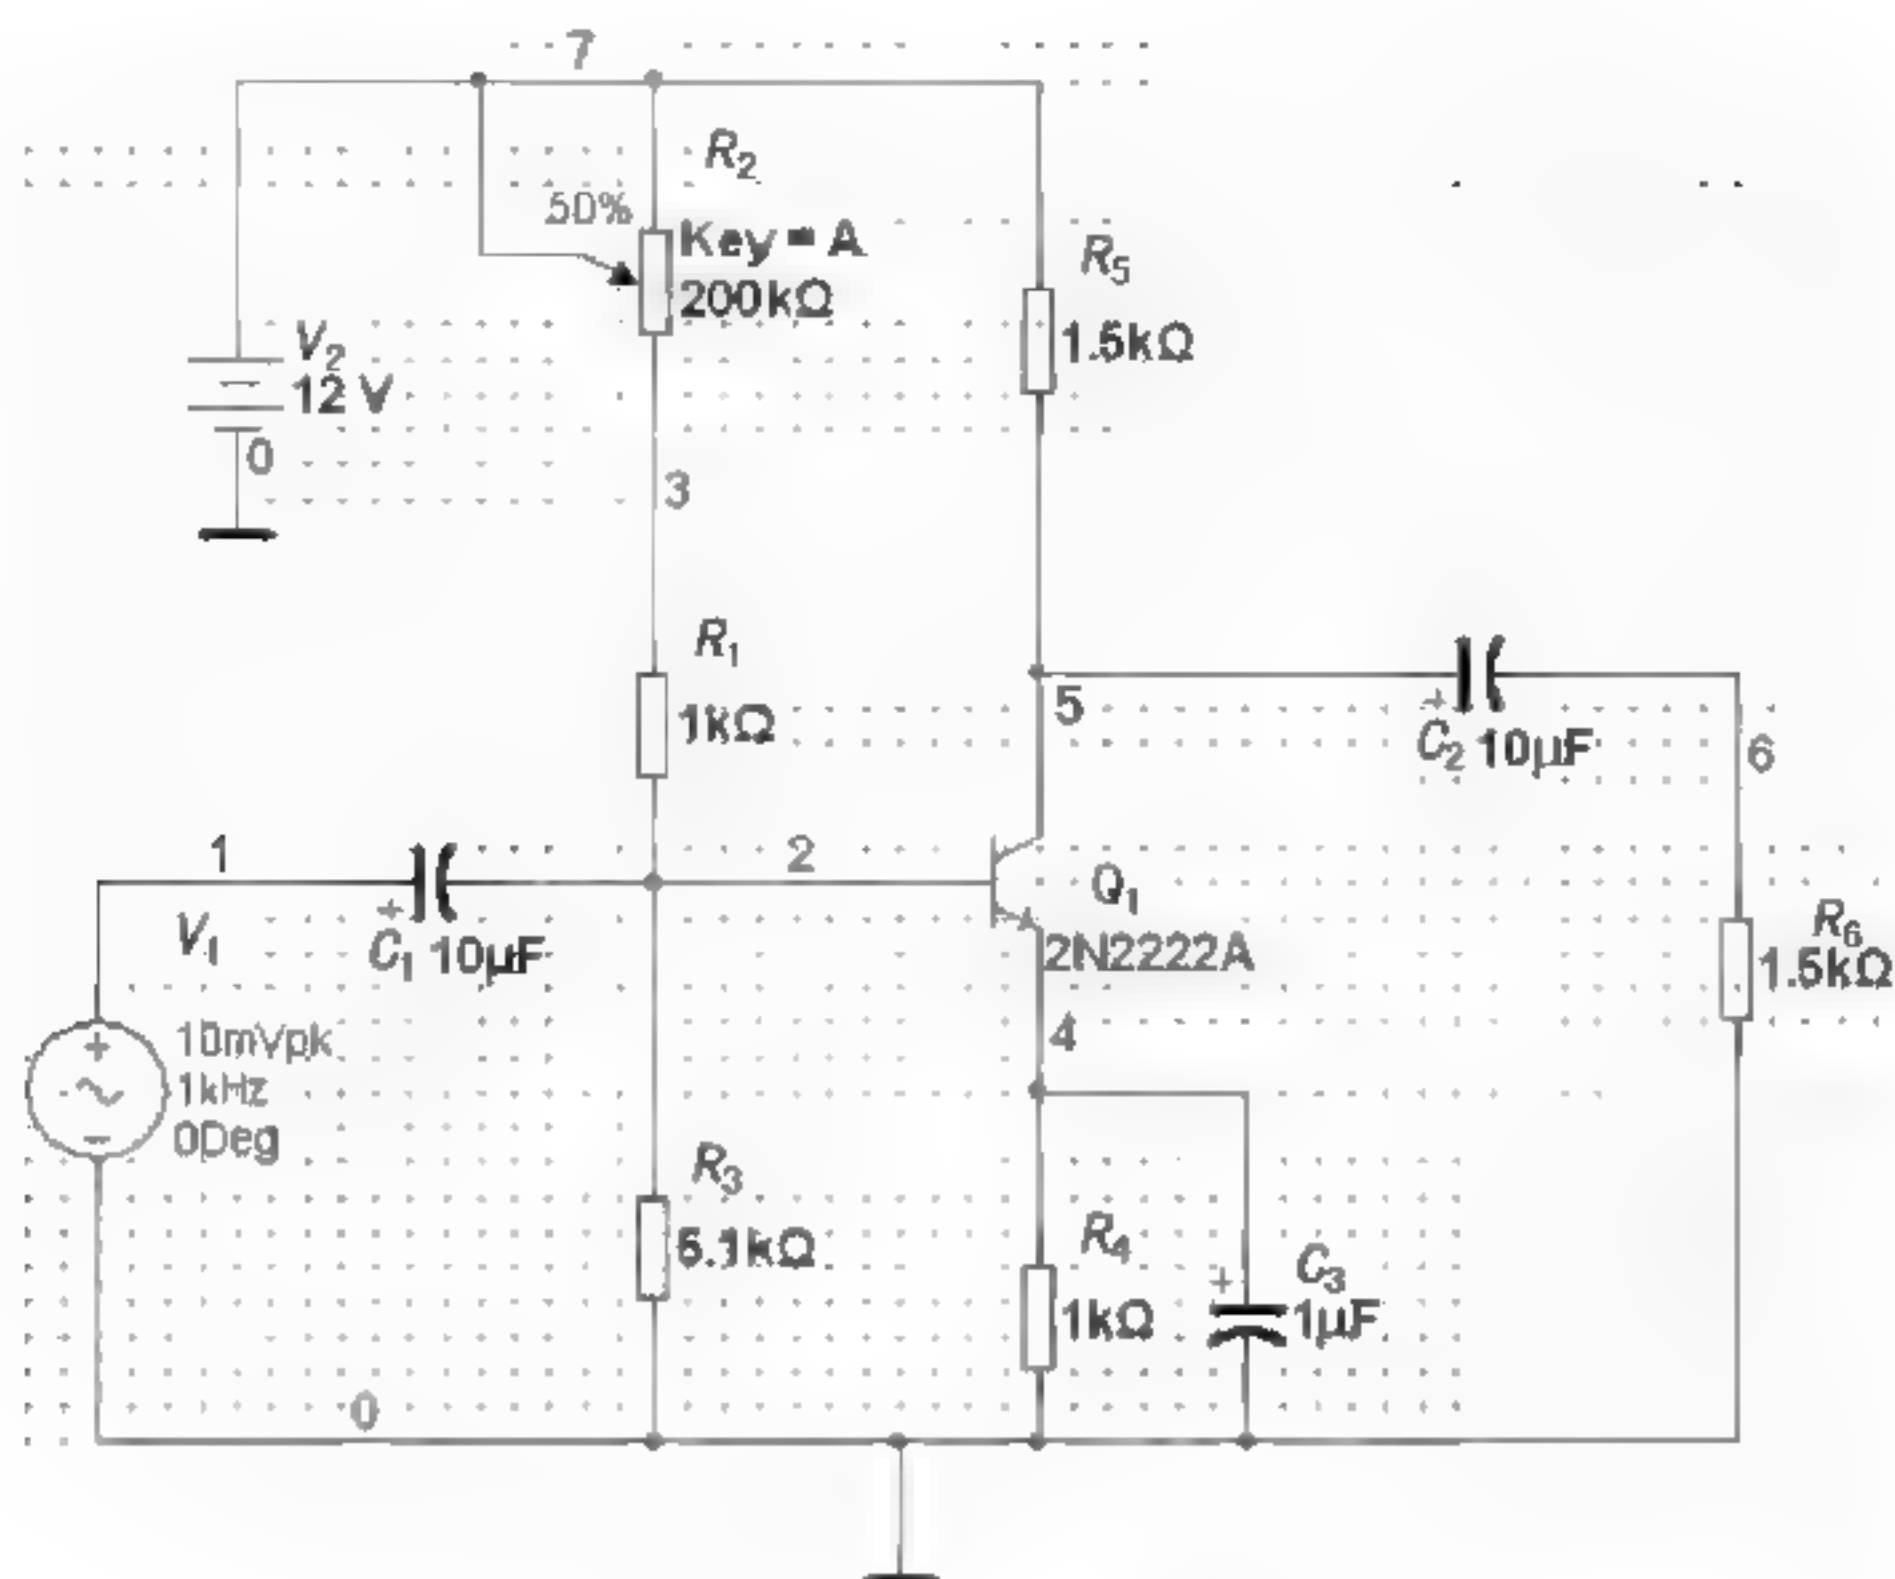 7
R2
50%
Key = A
200kΩ
R5
1.5kΩ
V2
12 V
0
3
R1
1kΩ
5
+
C2 10μF
6
1
2
+
C1 10μF
V1
Q1
2N2222A
R6
1.5kΩ
4
+
10mVpk
1kHz
0Deg
R3
5.1kΩ
R4
1kΩ
+
C3
1μF
0